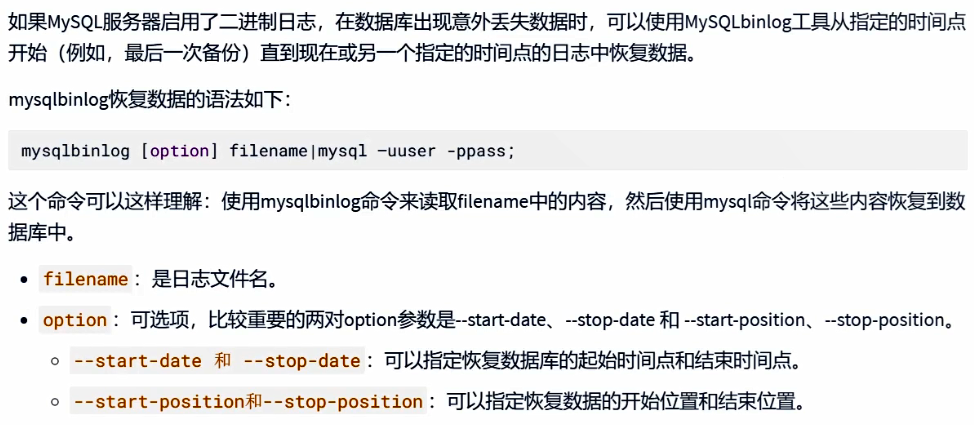 如果MySQL服务器启用了二进制日志，在数据库出现意外丢失数据时，可以使用MySQLbinlog工具从指定的时间点
开始（例如，最后一次备份）直到现在或另一个指定的时间点的日志中恢复数据。
mysqlbinlog恢复数据的语法如下：
mysqlbinlog [option] filename|mysql –uuser -ppass;
这个命令可以这样理解：使用mysqlbinlog命令来读取filename中的内容，然后使用mysql命令将这些内容恢复到数
据库中。
• filename：是日志文件名。
• option：可选项，比较重要的两对option参数是--start-date、--stop-date 和 --start-position、--stop-position。
◦ --start-date 和 --stop-date：可以指定恢复数据库的起始时间点和结束时间点。
◦ --start-position和--stop-position：可以指定恢复数据的开始位置和结束位置。